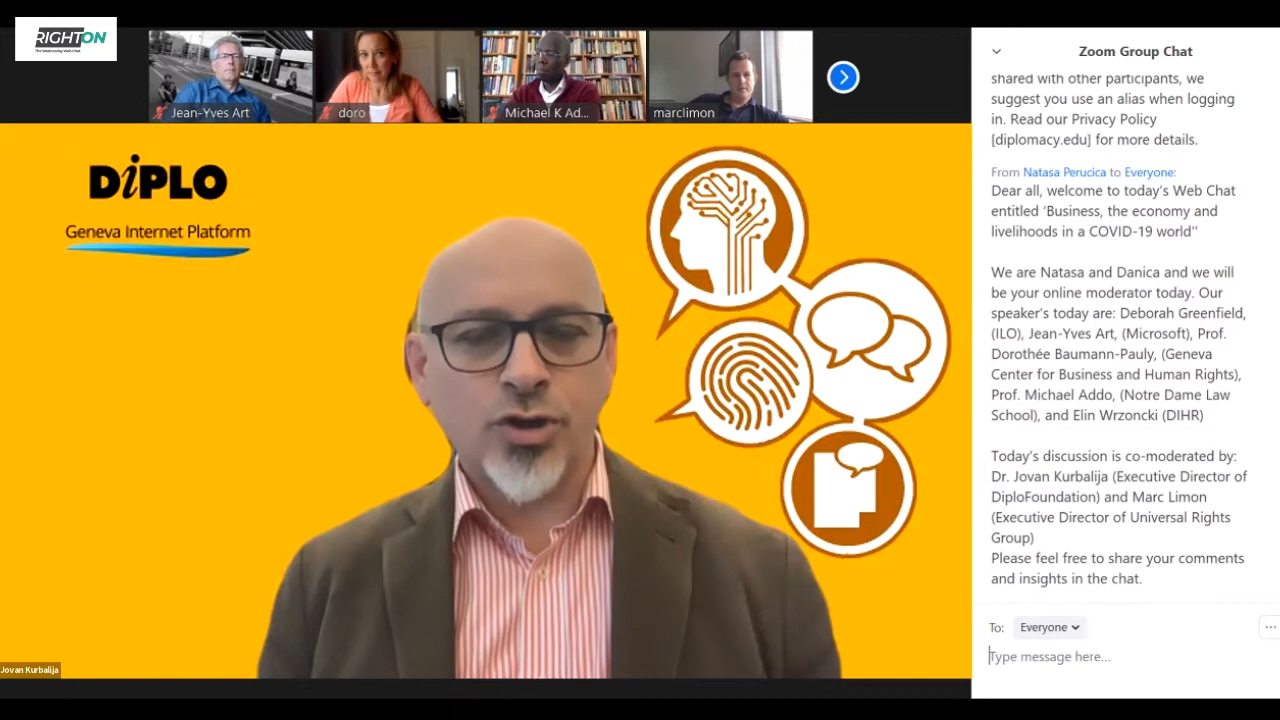 RIGHTON
The Wednesday Web Chat
Jean-Yves Art
doro
Michael K Ad...
marclimon
DiPLO
Geneva Internet Platform
Jovan Kurbalija
Zoom Group Chat
shared with other participants, we
suggest you use an alias when logging
in. Read our Privacy Policy
[diplomacy.edu] for more details.
From Natasa Perucica to Everyone:
Dear all, welcome to today's Web Chat
entitled 'Business, the economy and
livelihoods in a COVID-19 world''
We are Natasa and Danica and we will
be your online moderator today. Our
speaker's today are: Deborah Greenfield,
(ILO), Jean-Yves Art, (Microsoft), Prof.
Dorothée Baumann-Pauly, (Geneva
Center for Business and Human Rights),
Prof. Michael Addo, (Notre Dame Law
School), and Elin Wrzoncki (DIHR)
Today's discussion is co-moderated by:
Dr. Jovan Kurbalija (Executive Director of
DiploFoundation) and Marc Limon
(Executive Director of Universal Rights
Group)
Please feel free to share your comments
and insights in the chat.
To: Everyone
Type message here...